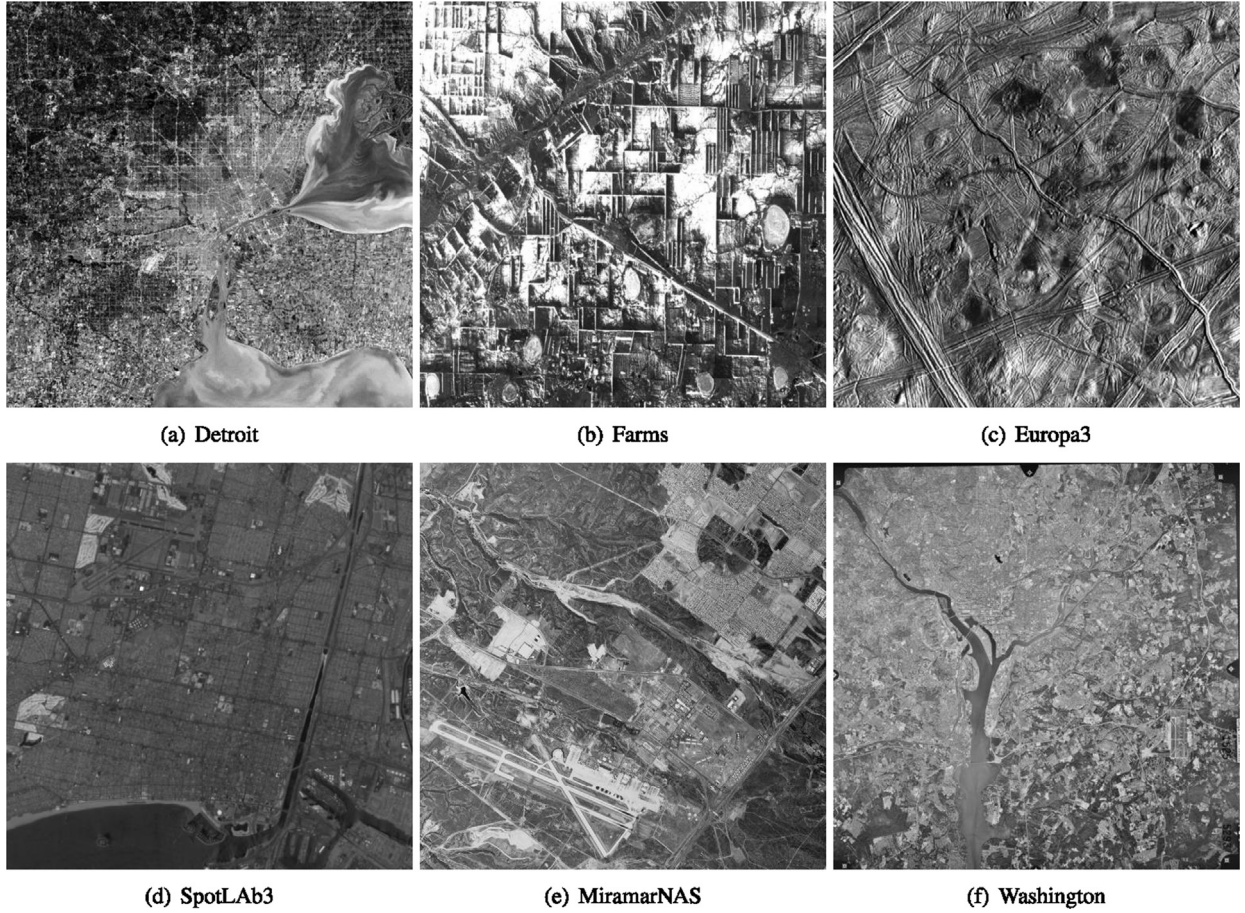 (a) Detroit
(b) Farms
(c) Europa3
(d) SpotLAb3
(e) MiramarNAS
(f) Washington